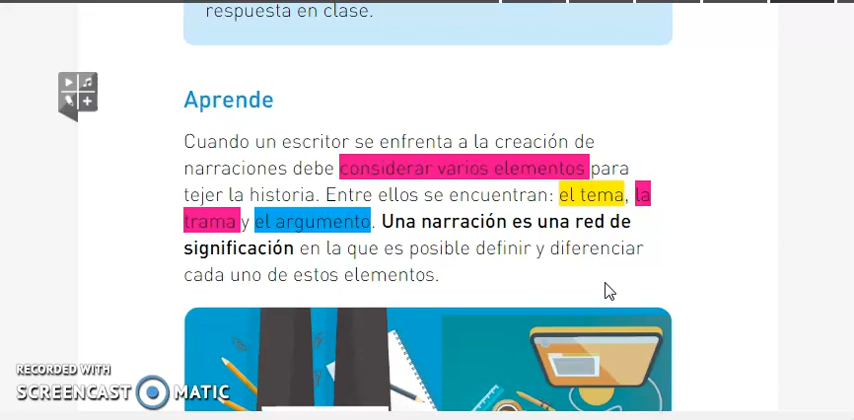 respuesta en clase.
Aprende
Cuando un escritor se enfrenta a la creación de
narraciones debe considerar varios elementos para
tejer la historia. Entre ellos se encuentran: el tema, la
trama y el argumento. Una narración es una red de
significación en la que es posible definir y diferenciar
cada uno de estos elementos.
RECORDED WITH
SCREENCAST MATIC